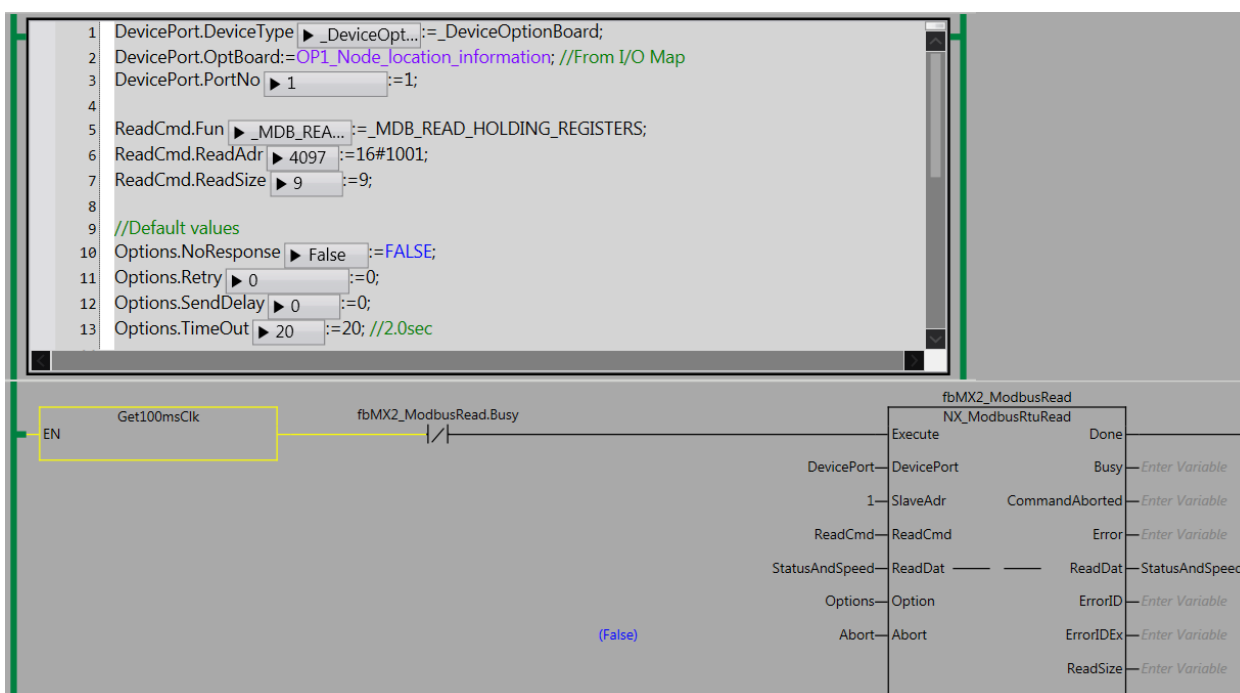 1 DevicePort.DeviceType ▶ _DeviceOpt... :=_DeviceOptionBoard;
2 DevicePort.OptBoard:=OP1_Node_location_information; //From I/O Map
3 DevicePort.PortNo ▶ 1 :=1;
4
5 ReadCmd.Fun ▶ _MDB_REA... :=_MDB_READ_HOLDING_REGISTERS;
6 ReadCmd.ReadAdr ▶ 4097 :=16#1001;
7 ReadCmd.ReadSize ▶ 9 :=9;
8
9 //Default values
10 Options.NoResponse ▶ False :=FALSE;
11 Options.Retry ▶ 0 :=0;
12 Options.SendDelay ▶ 0 :=0;
13 Options.TimeOut ▶ 20 :=20; //2.0sec
fbMX2_ModbusRead
Get100msClk fbMX2_ModbusRead.Busy NX_ModbusRtuRead
EN Execute Done
DevicePort DevicePort Busy Enter Variable
1 SlaveAdr CommandAborted Enter Variable
ReadCmd ReadCmd Error Enter Variable
StatusAndSpeed ReadDat ReadDat StatusAndSpeed
Options Option ErrorID Enter Variable
(False) Abort Abort ErrorIDEx Enter Variable
ReadSize Enter Variable